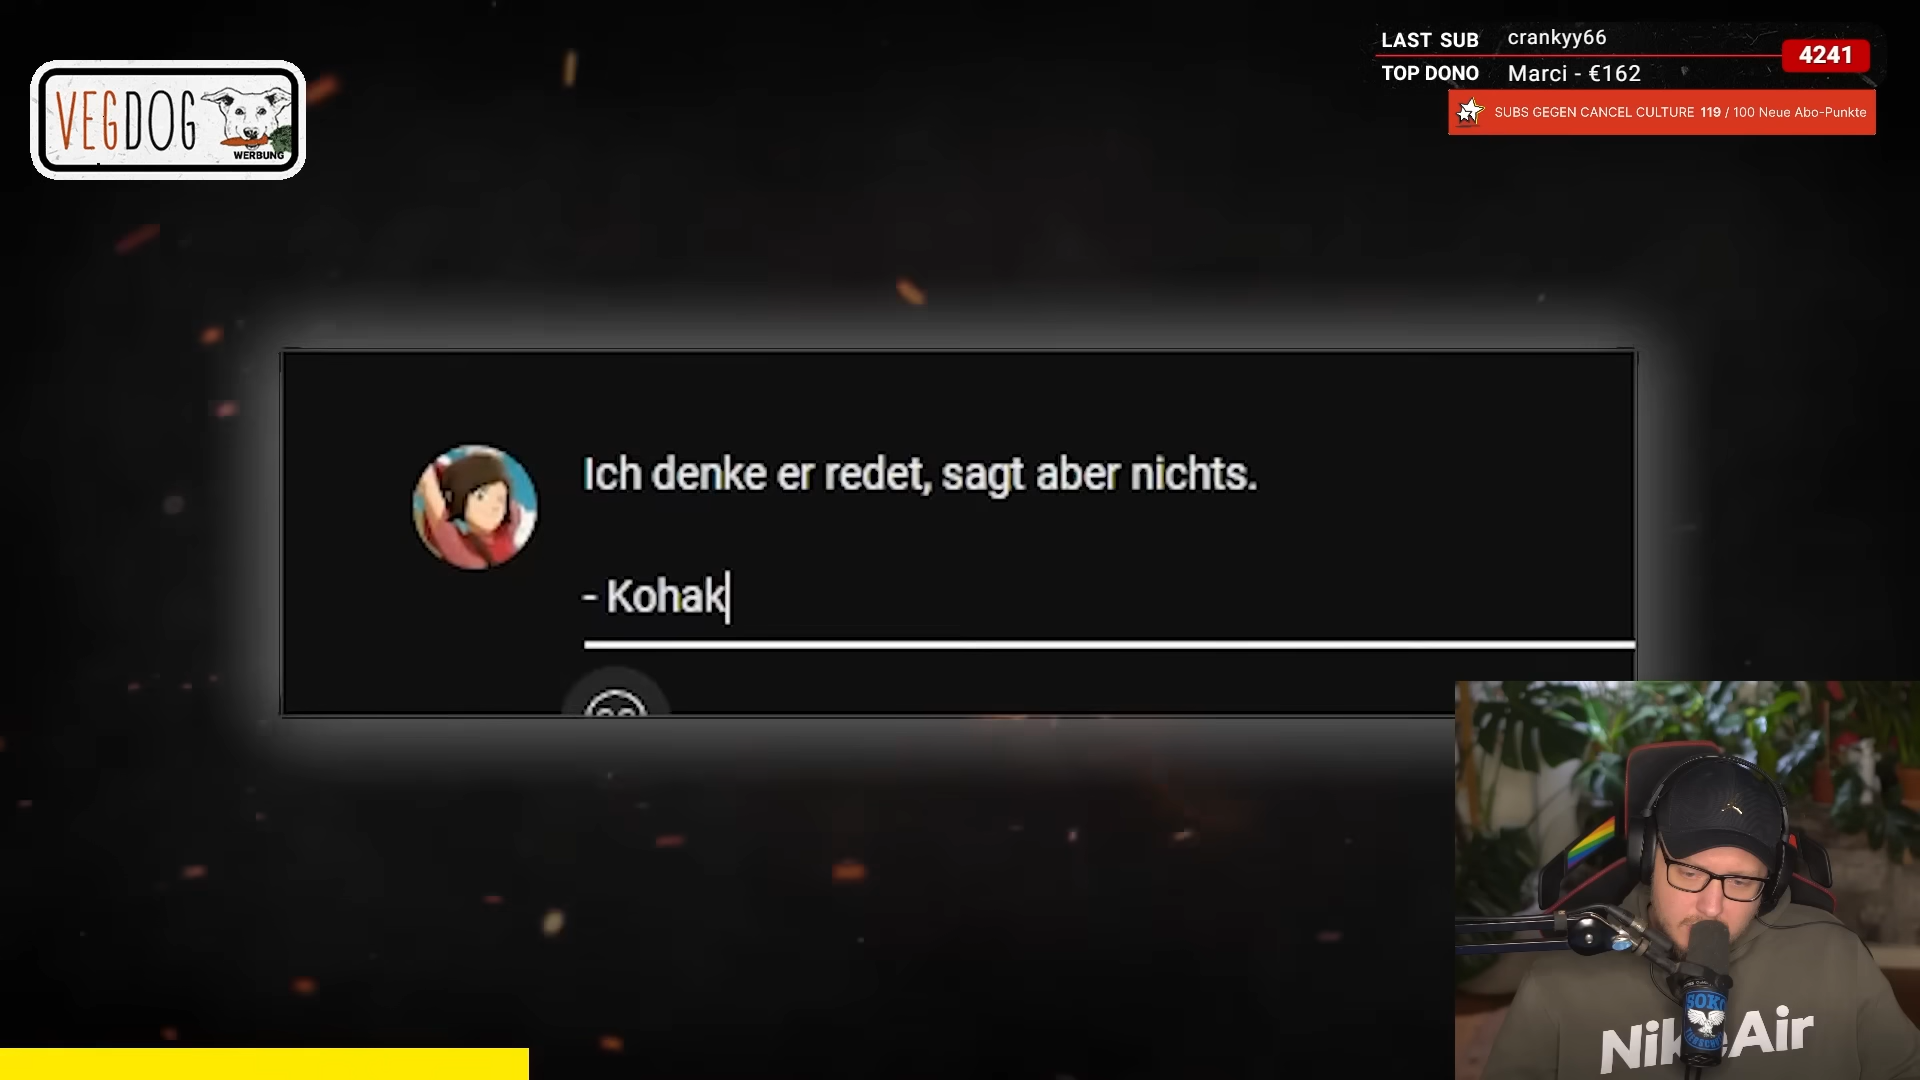 VEGDOG
WERBUNG
LAST SUB crankyy66
TOP DONO Marci - €162
4241
SUBS GEGEN CANCEL CULTURE 119 / 100 Neue Abo-Punkte
Ich denke er redet, sagt aber nichts.
- Kohak
SOKO
Nike Air